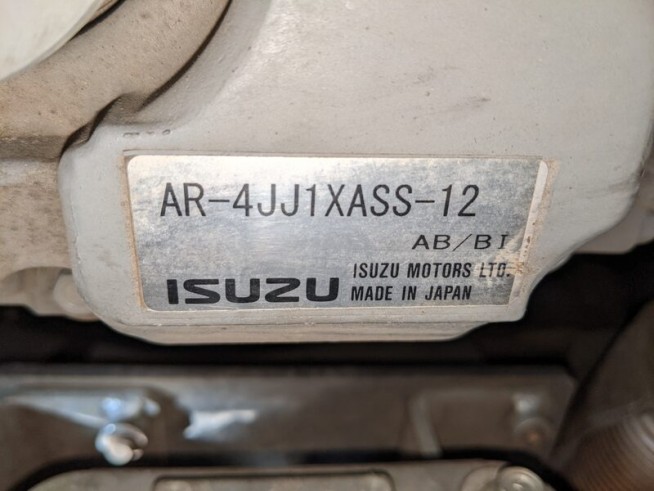 AR-4JJ1XASS-12
AB/BI
ISUZU
ISUZU MOTORS LTD.
MADE IN JAPAN